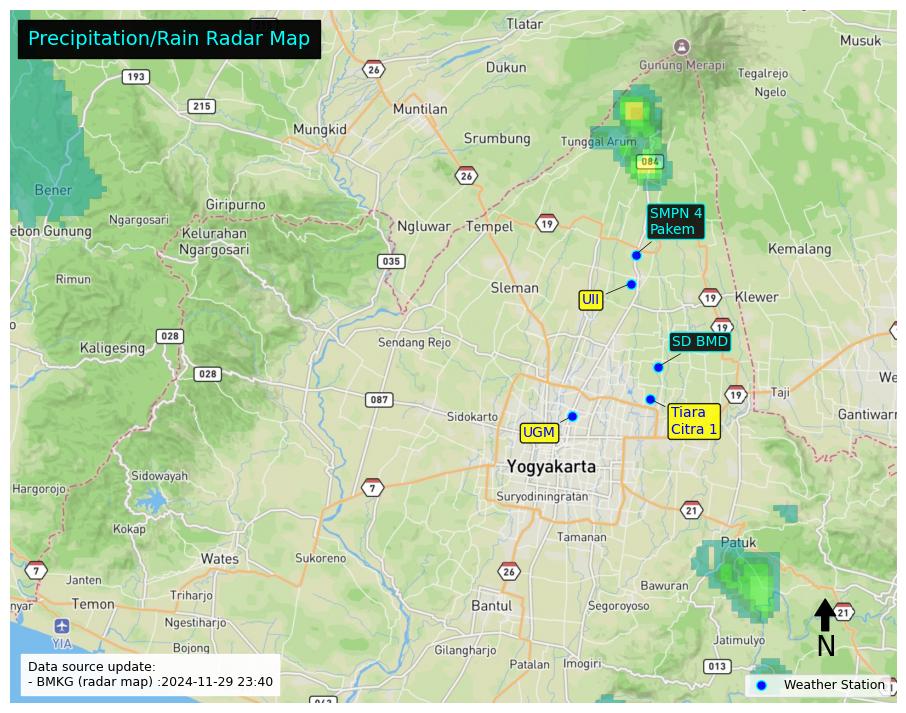 Precipitation/Rain Radar Map
Tlatar
Musuk
26
Gunung Merapi
193
Dukun
Tegalrejo
Ngelo
215
Muntilan
Mungkid
Srumbung
Tunggal Arum
084
26
Bener
Giripurno
SMPN 4
Pakem
Ngargosari
ebon Gunung
Kelurahan
Ngargosari
Ngluwar
Tempel
19
Kemalang
035
Rimun
Sleman
UII
19
Klewer
19
028
Kaligesing
Sendang Rejo
SD BMD
028
We
087
19
Taji
Sidokarto
Tiara
Citra 1
Gantiwarn
UGM
Yogyakarta
Sidowayah
Hargorojo
7
Suryodiningratan
21
Kokap
Tamanan
Patuk
Wates
Sukoreno
7
26
Janten
Bawuran
nyar
Temon
Triharjo
Bantul
Segoroyoso
21
YIA
Ngestiharjo
Jatimulyo
N
Bojong
Gilangharjo
Patalan
Imogiri
013
Data source update:
- BMKG (radar map) :2024-11-29 23:40
Weather Station